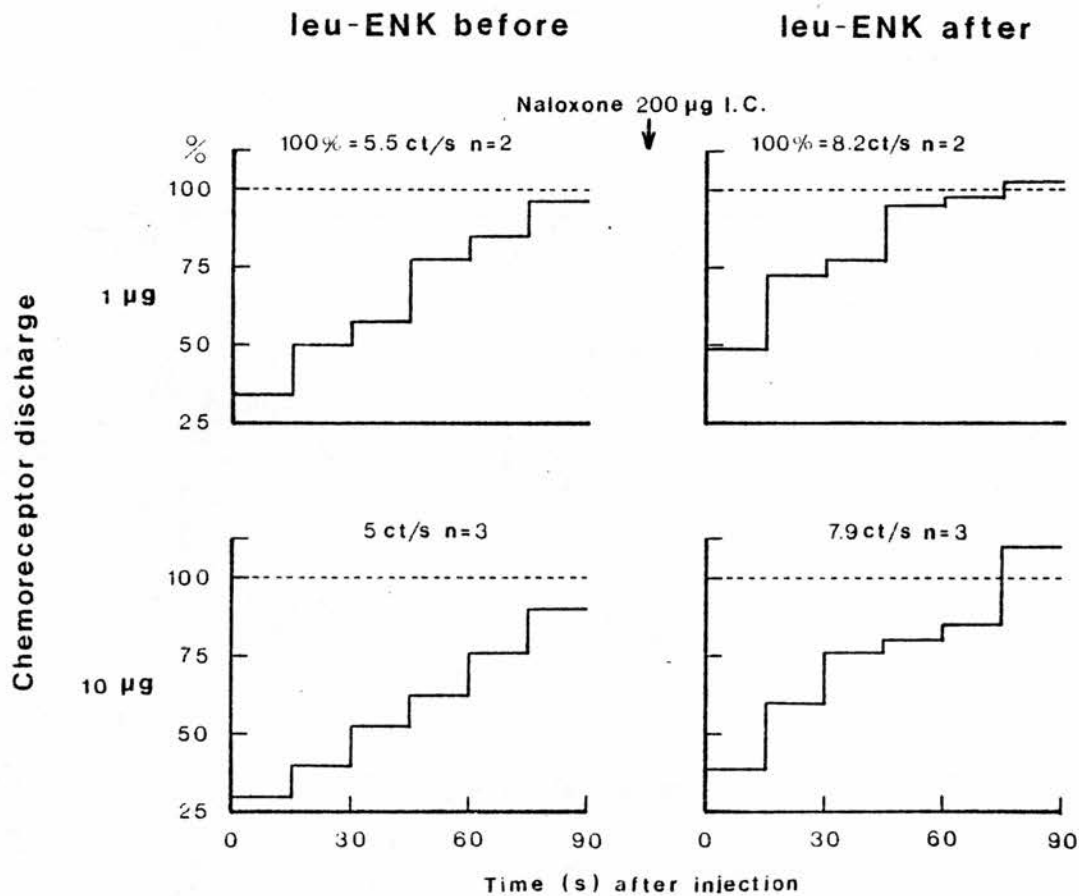 leu-ENK before
leu-ENK after
Naloxone 200 µg I.C.
% 100% = 5.5 ct/s n=2
100% = 8.2 ct/s n=2
100
75
50
25
1 µg
Chemoreceptor discharge
5 ct/s n=3
7.9 ct/s n=3
100
75
50
25
10 µg
0 30 60 90
0 30 60 90
Time (s) after injection